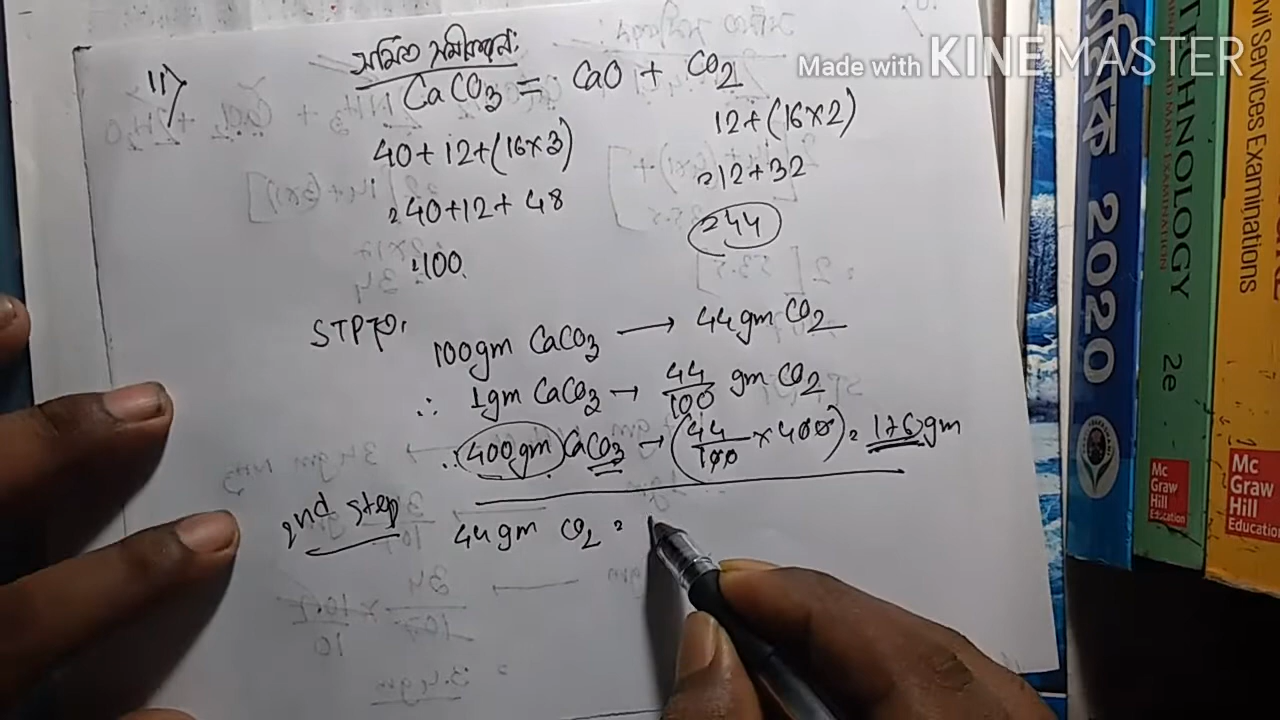 Made with KINEMASTER
11)
সমিত সমীকরণ:
CaCO3 = CaO + CO2
40+12+(16×3)
12+(16×2)
=40+12+48
=12+32
=100
=44
STPতে,
100gm CaCO3 → 44gm CO2
∴ 1gm CaCO3 → 44/100 gm CO2
∴ 400gm CaCO3 → (44/100 × 400) = 176gm
2nd step
44gm CO2 =
2020
TECHNOLOGY
2e
Civil Services Examinations
Mc
Graw
Hill
Education
Mc
Graw
Hill
Education